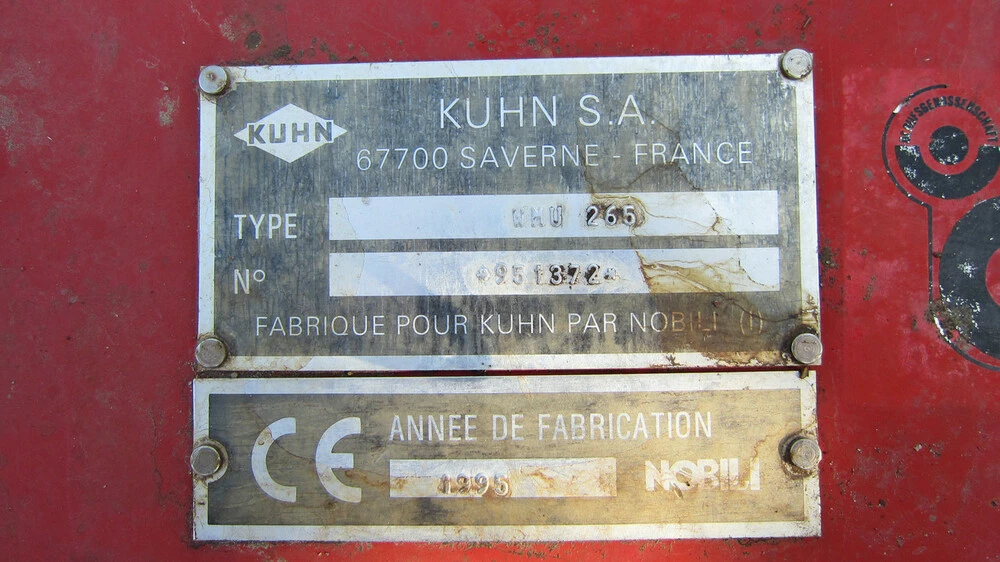 KUHN
KUHN S.A.
67700 SAVERNE - FRANCE
TYPE
WMU 265
N°
*951372*
FABRIQUE POUR KUHN PAR NOBILI (I)
CE
ANNEE DE FABRICATION
1995
NOBILI